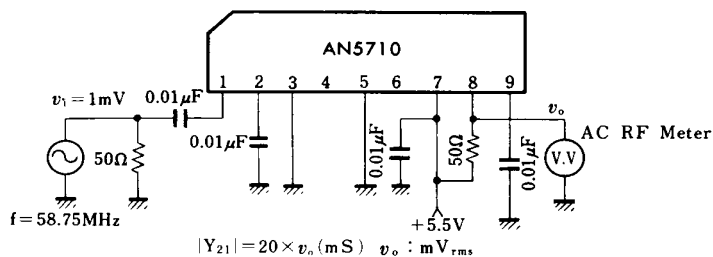 AN5710
1 2 3 4 5 6 7 8 9
v₁ = 1mV
0.01μF
0.01μF
50Ω
f = 58.75MHz
0.01μF
50Ω
0.01μF
+5.5V
vₒ
V.V
AC RF Meter
|Y₂₁| = 20 × vₒ (mS) vₒ : mVrms